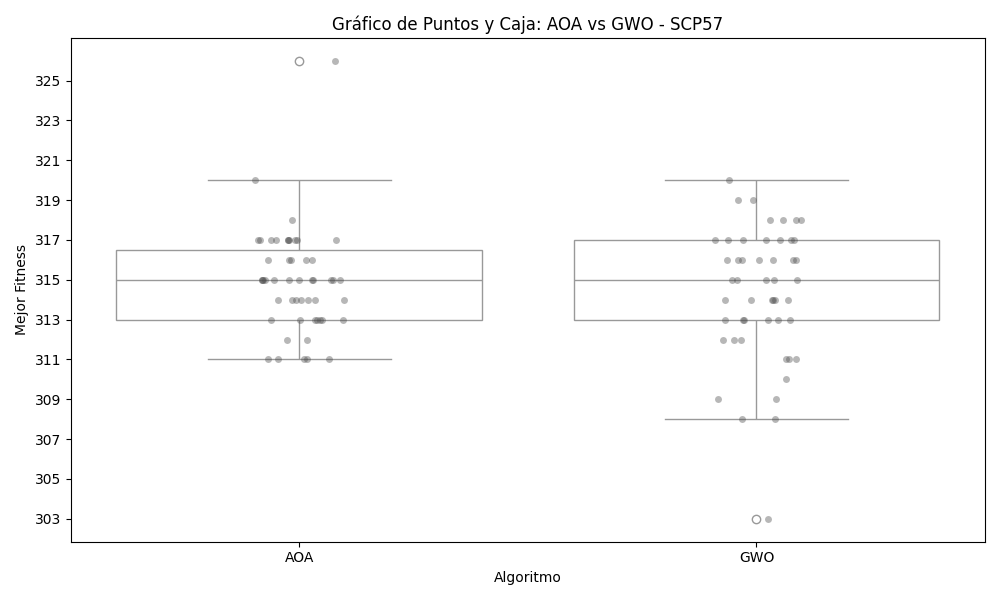 Gráfico de Puntos y Caja: AOA vs GWO - SCP57
Mejor Fitness
325
323
321
319
317
315
313
311
309
307
305
303
AOA
GWO
Algoritmo